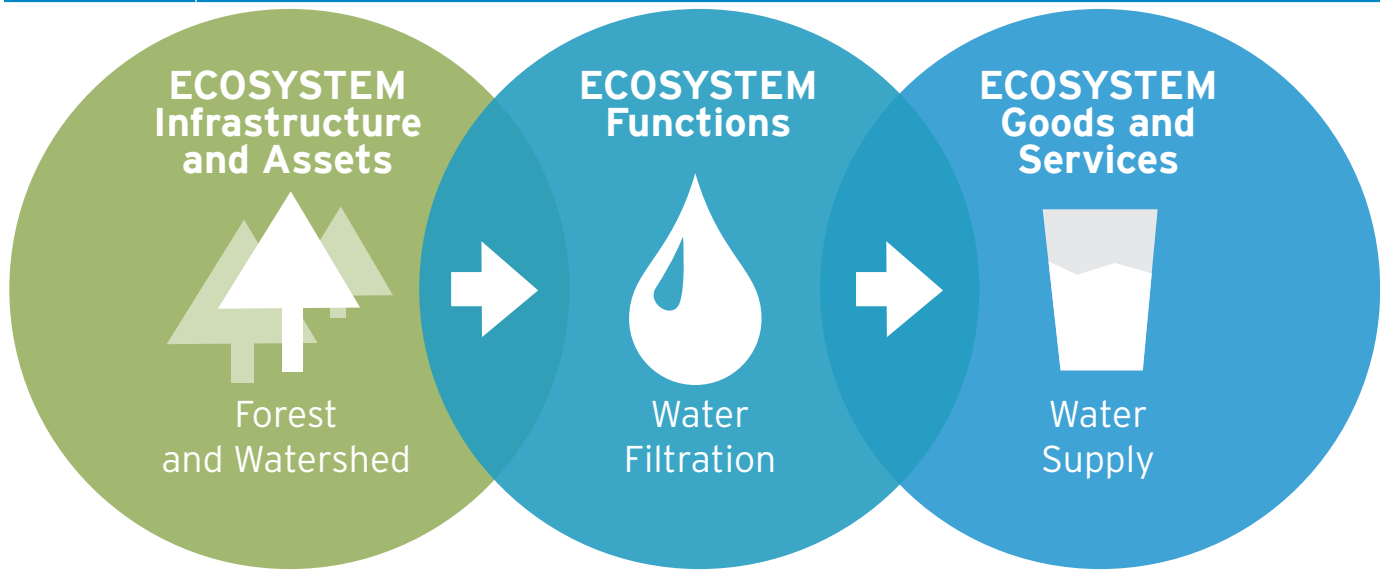 ECOSYSTEM
Infrastructure
and Assets
Forest
and Watershed
ECOSYSTEM
Functions
Water
Filtration
ECOSYSTEM
Goods and
Services
Water
Supply